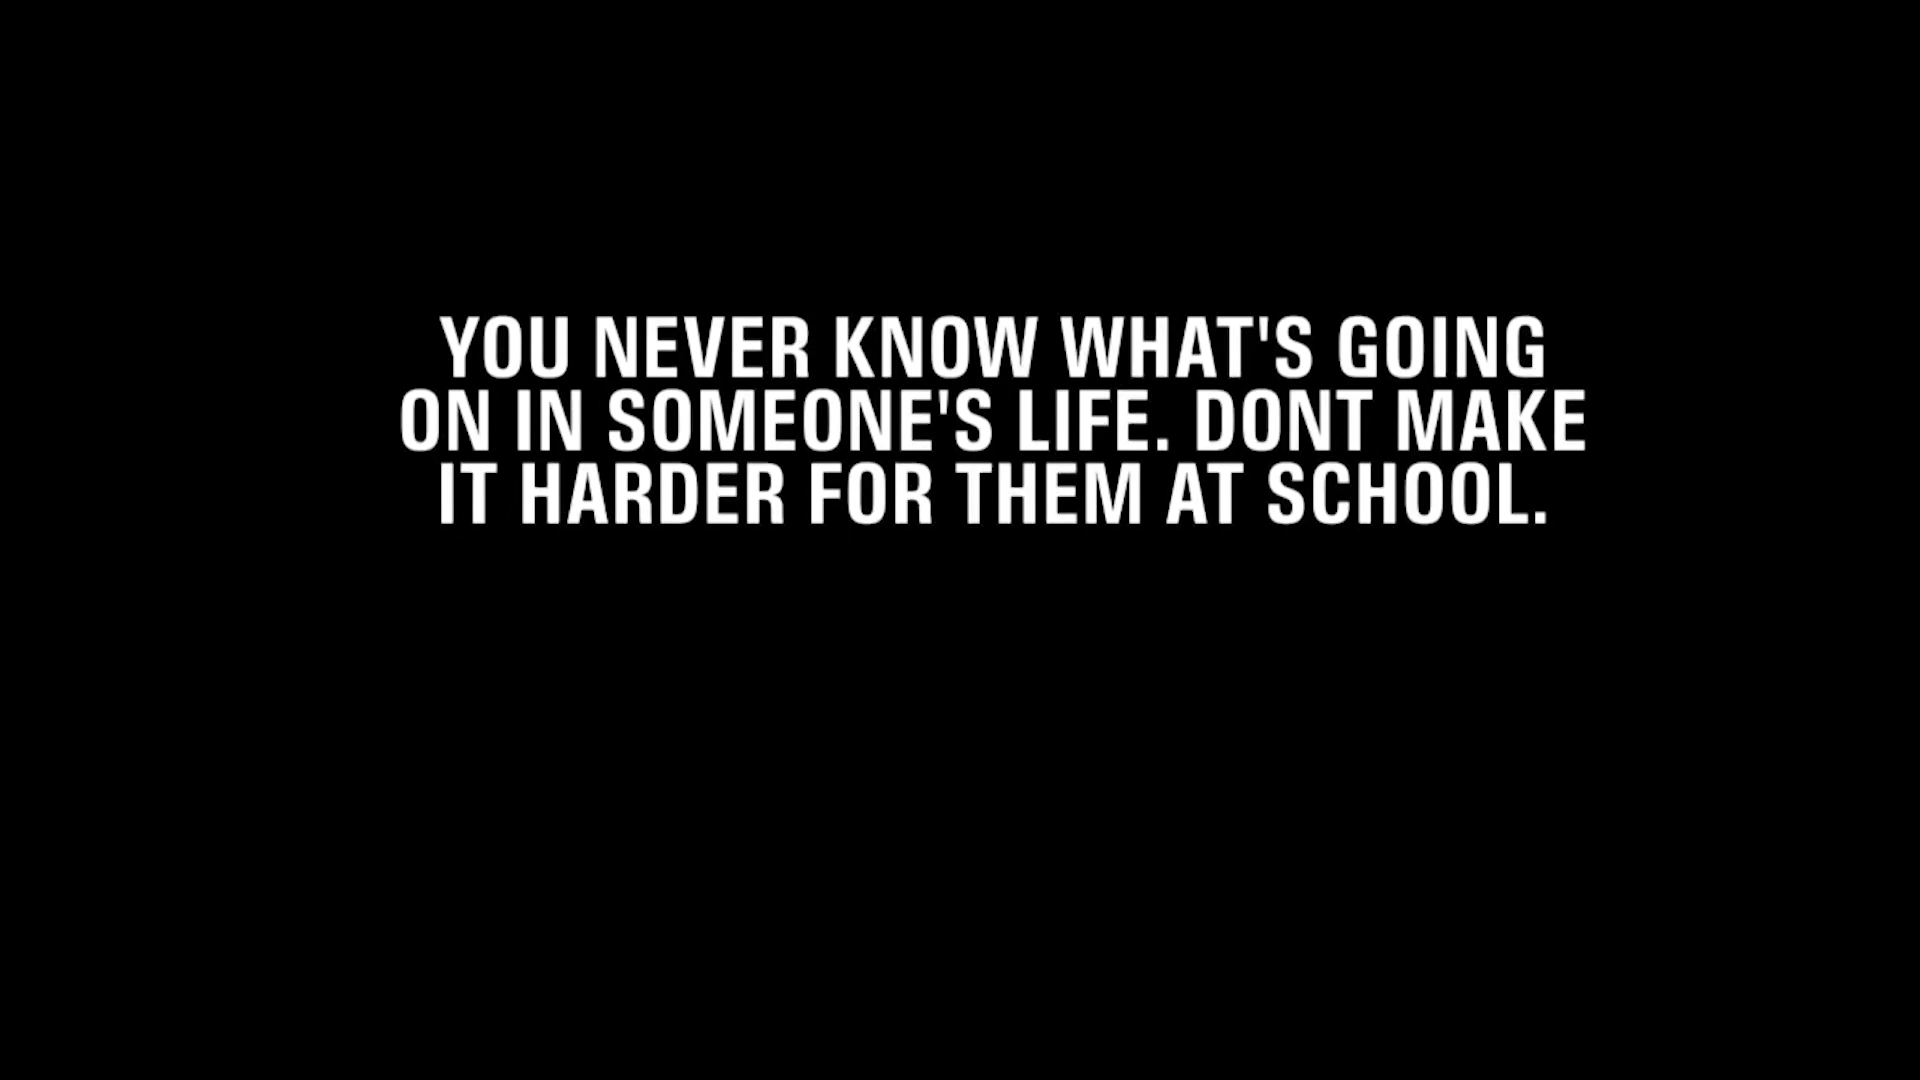 YOU NEVER KNOW WHAT'S GOING
ON IN SOMEONE'S LIFE. DONT MAKE
IT HARDER FOR THEM AT SCHOOL.